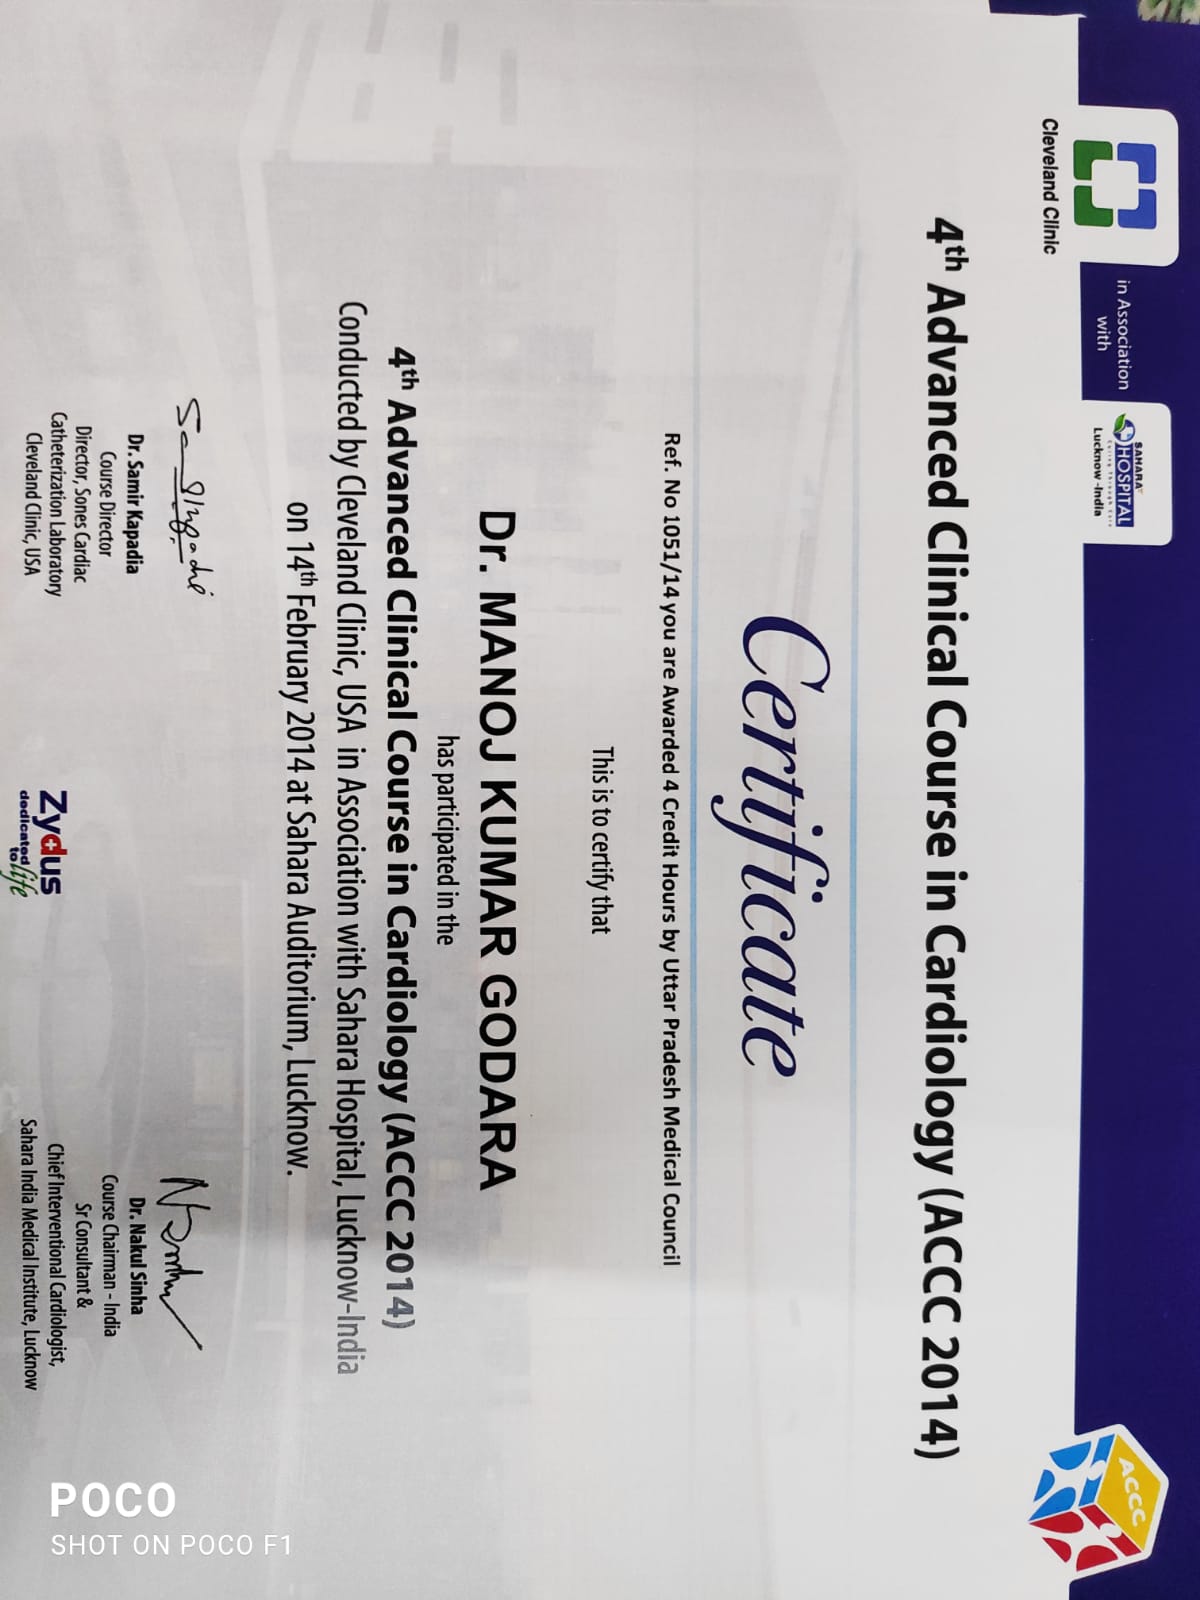 Cleveland Clinic
in Association
with
SAHARA
HOSPITAL
Lucknow-India
ACCC
4th Advanced Clinical Course in Cardiology (ACCC 2014)
Certificate
Ref. No 1051/14 you are Awarded 4 Credit Hours by Uttar Pradesh Medical Council
This is to certify that
Dr. MANOJ KUMAR GODARA
has participated in the
4th Advanced Clinical Course in Cardiology (ACCC 2014)
Conducted by Cleveland Clinic, USA in Association with Sahara Hospital, Lucknow-India
on 14th February 2014 at Sahara Auditorium, Lucknow.
Dr. Samir Kapadia
Course Director
Director, Sones Cardiac
Catheterization Laboratory
Cleveland Clinic, USA
Zydus
dedicated to life
Dr. Nakul Sinha
Course Chairman - India
Sr Consultant &
Chief Interventional Cardiologist,
Sahara India Medical Institute, Lucknow
POCO
SHOT ON POCO F1